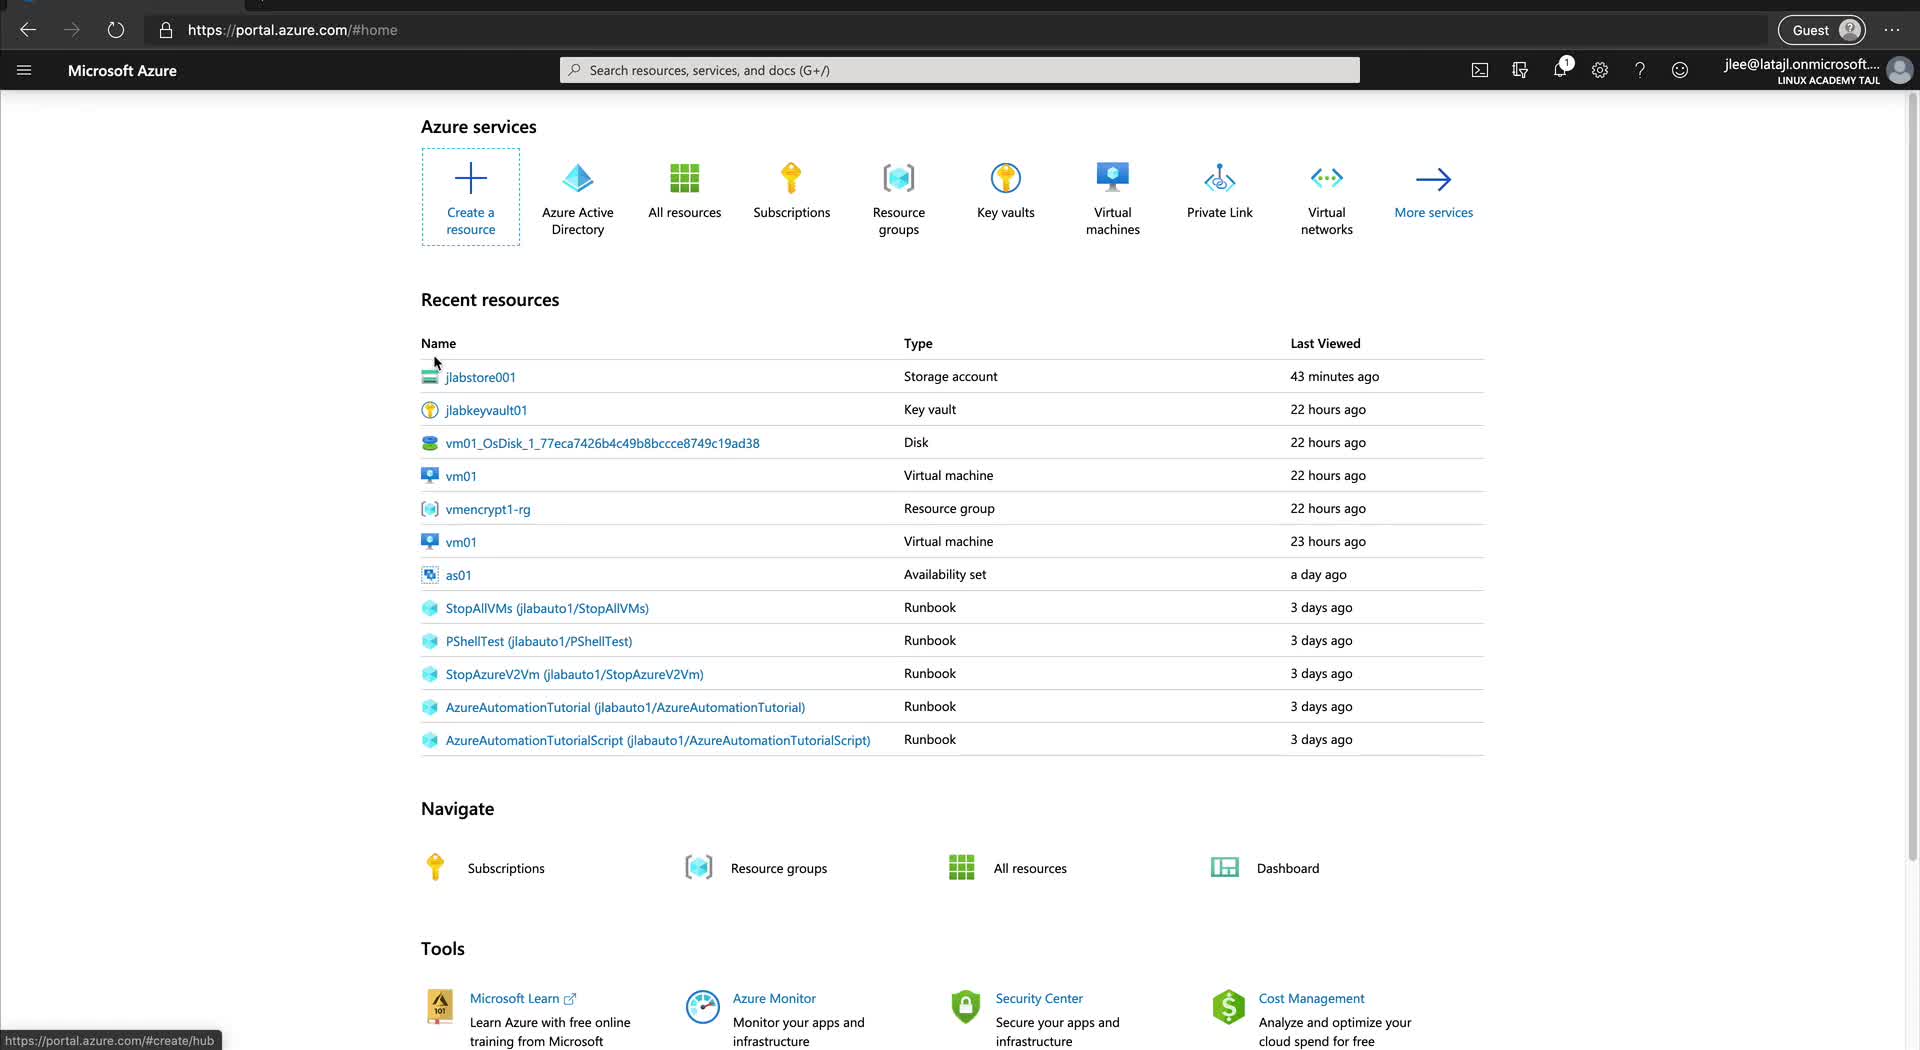 https://portal.azure.com/#home
Guest
Microsoft Azure
Search resources, services, and docs (G+/)
1
jlee@latajl.onmicrosoft....
LINUX ACADEMY TAJL
Azure services
Create a
resource
Azure Active
Directory
All resources
Subscriptions
Resource
groups
Key vaults
Virtual
machines
Private Link
Virtual
networks
More services
Recent resources
Name Type Last Viewed
jlabstore001 Storage account 43 minutes ago
jlabkeyvault01 Key vault 22 hours ago
vm01_OsDisk_1_77eca7426b4c49b8bccce8749c19ad38 Disk 22 hours ago
vm01 Virtual machine 22 hours ago
vmencrypt1-rg Resource group 22 hours ago
vm01 Virtual machine 23 hours ago
as01 Availability set a day ago
StopAllVMs (jlabauto1/StopAllVMs) Runbook 3 days ago
PShellTest (jlabauto1/PShellTest) Runbook 3 days ago
StopAzureV2Vm (jlabauto1/StopAzureV2Vm) Runbook 3 days ago
AzureAutomationTutorial (jlabauto1/AzureAutomationTutorial) Runbook 3 days ago
AzureAutomationTutorialScript (jlabauto1/AzureAutomationTutorialScript) Runbook 3 days ago
Navigate
Subscriptions Resource groups All resources Dashboard
Tools
101
Microsoft Learn
Learn Azure with free online
training from Microsoft
Azure Monitor
Monitor your apps and
infrastructure
Security Center
Secure your apps and
infrastructure
Cost Management
Analyze and optimize your
cloud spend for free
https://portal.azure.com/#create/hub